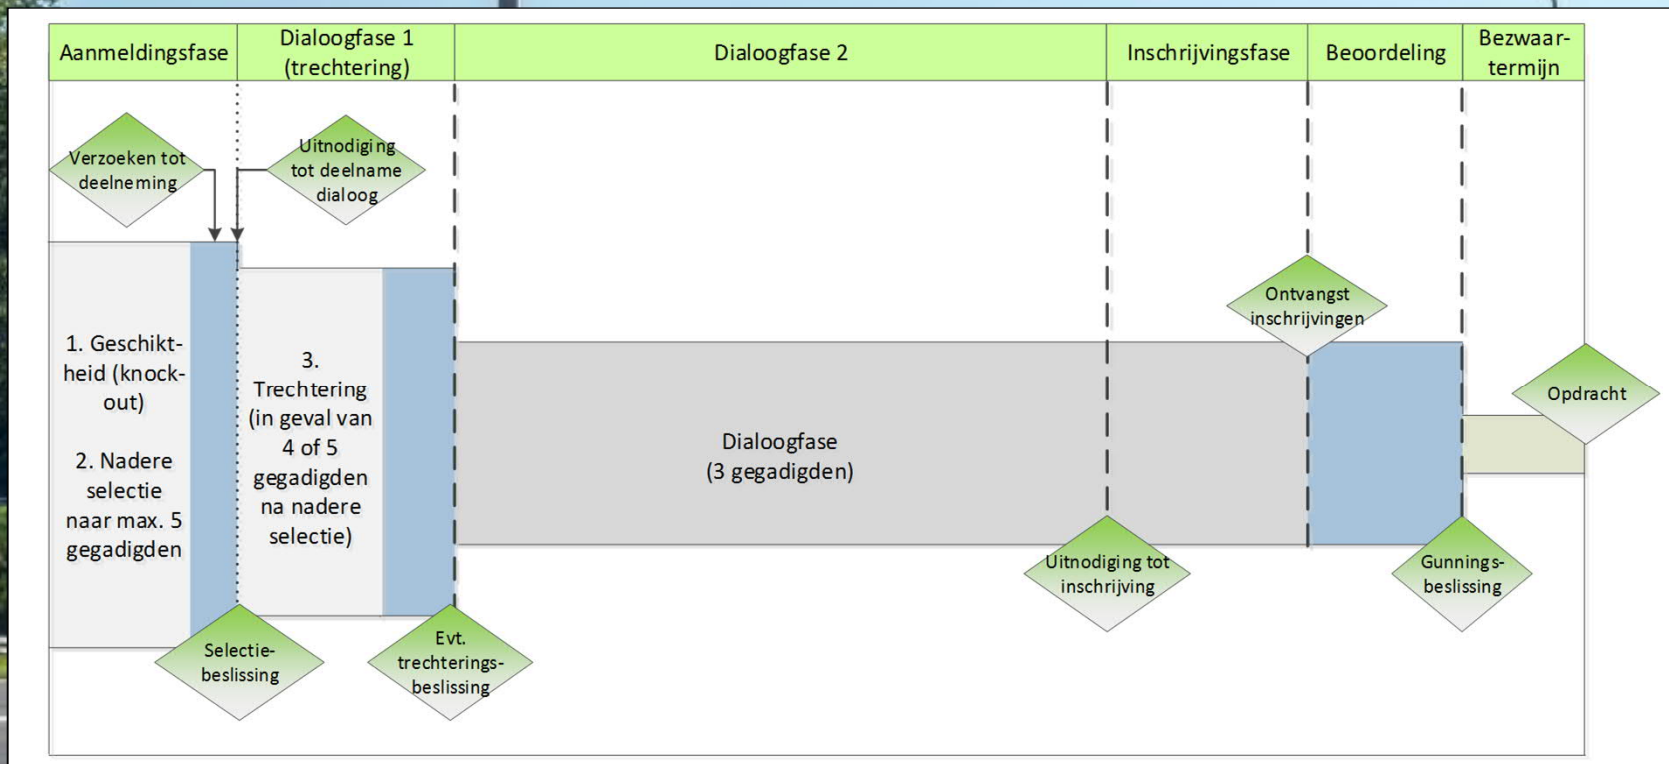 Aanmeldingsfase
Dialoogfase 1
(trechtering)
Dialoogfase 2
Inschrijvingsfase
Beoordeling
Bezwaar-
termijn
Verzoeken tot
deelneming
Uitnodiging
tot deelname
dialoog
1. Geschikt-
heid (knock-
out)
2. Nadere
selectie
naar max. 5
gegadigden
3.
Trechtering
(in geval van
4 of 5
gegadigden
na nadere
selectie)
Dialoogfase
(3 gegadigden)
Ontvangst
inschrijvingen
Opdracht
Selectie-
beslissing
Evt.
trechterings-
beslissing
Uitnodiging tot
inschrijving
Gunnings-
beslissing